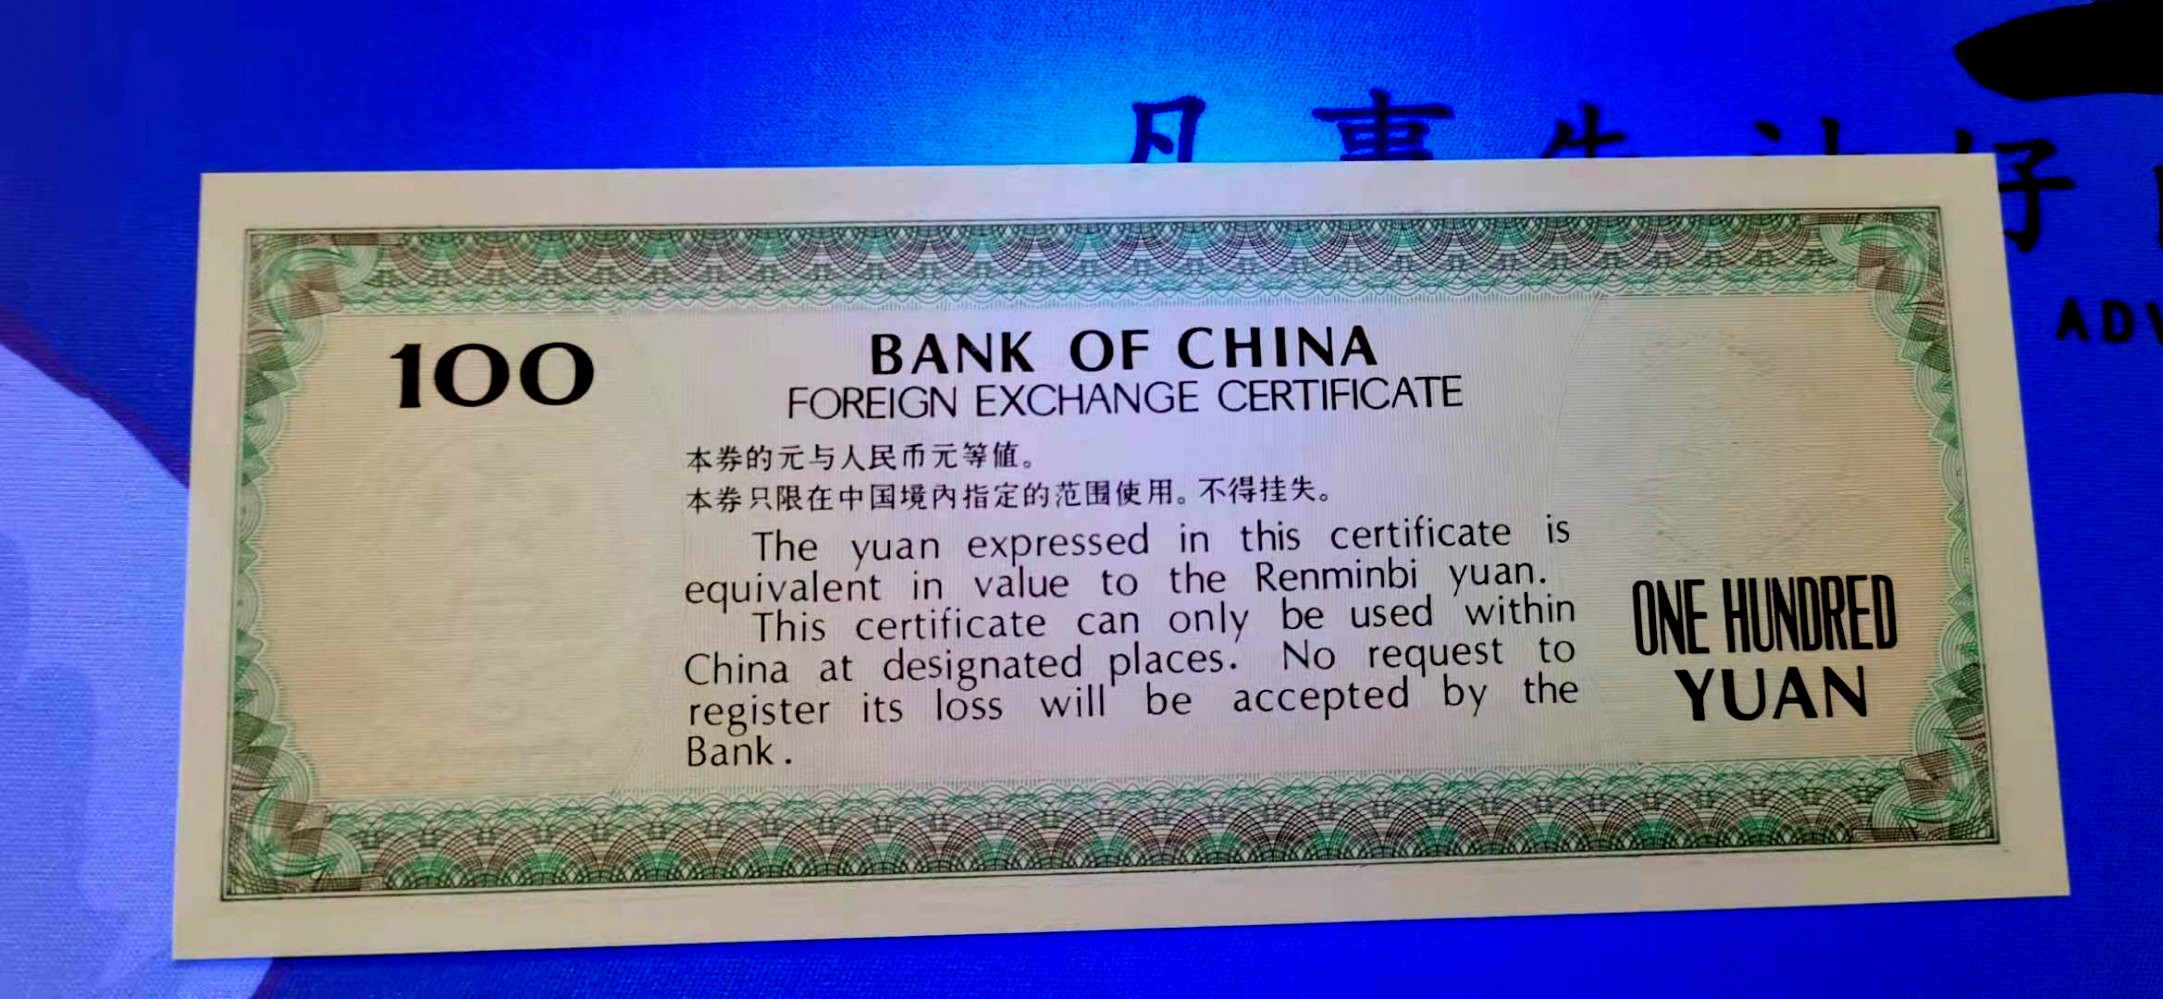 凡事 好
ADV
100
BANK OF CHINA
FOREIGN EXCHANGE CERTIFICATE
本券的元与人民币元等值。
本券只限在中国境内指定的范围使用。不得挂失。
The yuan expressed in this certificate is
equivalent in value to the Renminbi yuan.
This certificate can only be used within
China at designated places. No request to
register its loss will be accepted by the
Bank.
ONE HUNDRED
YUAN